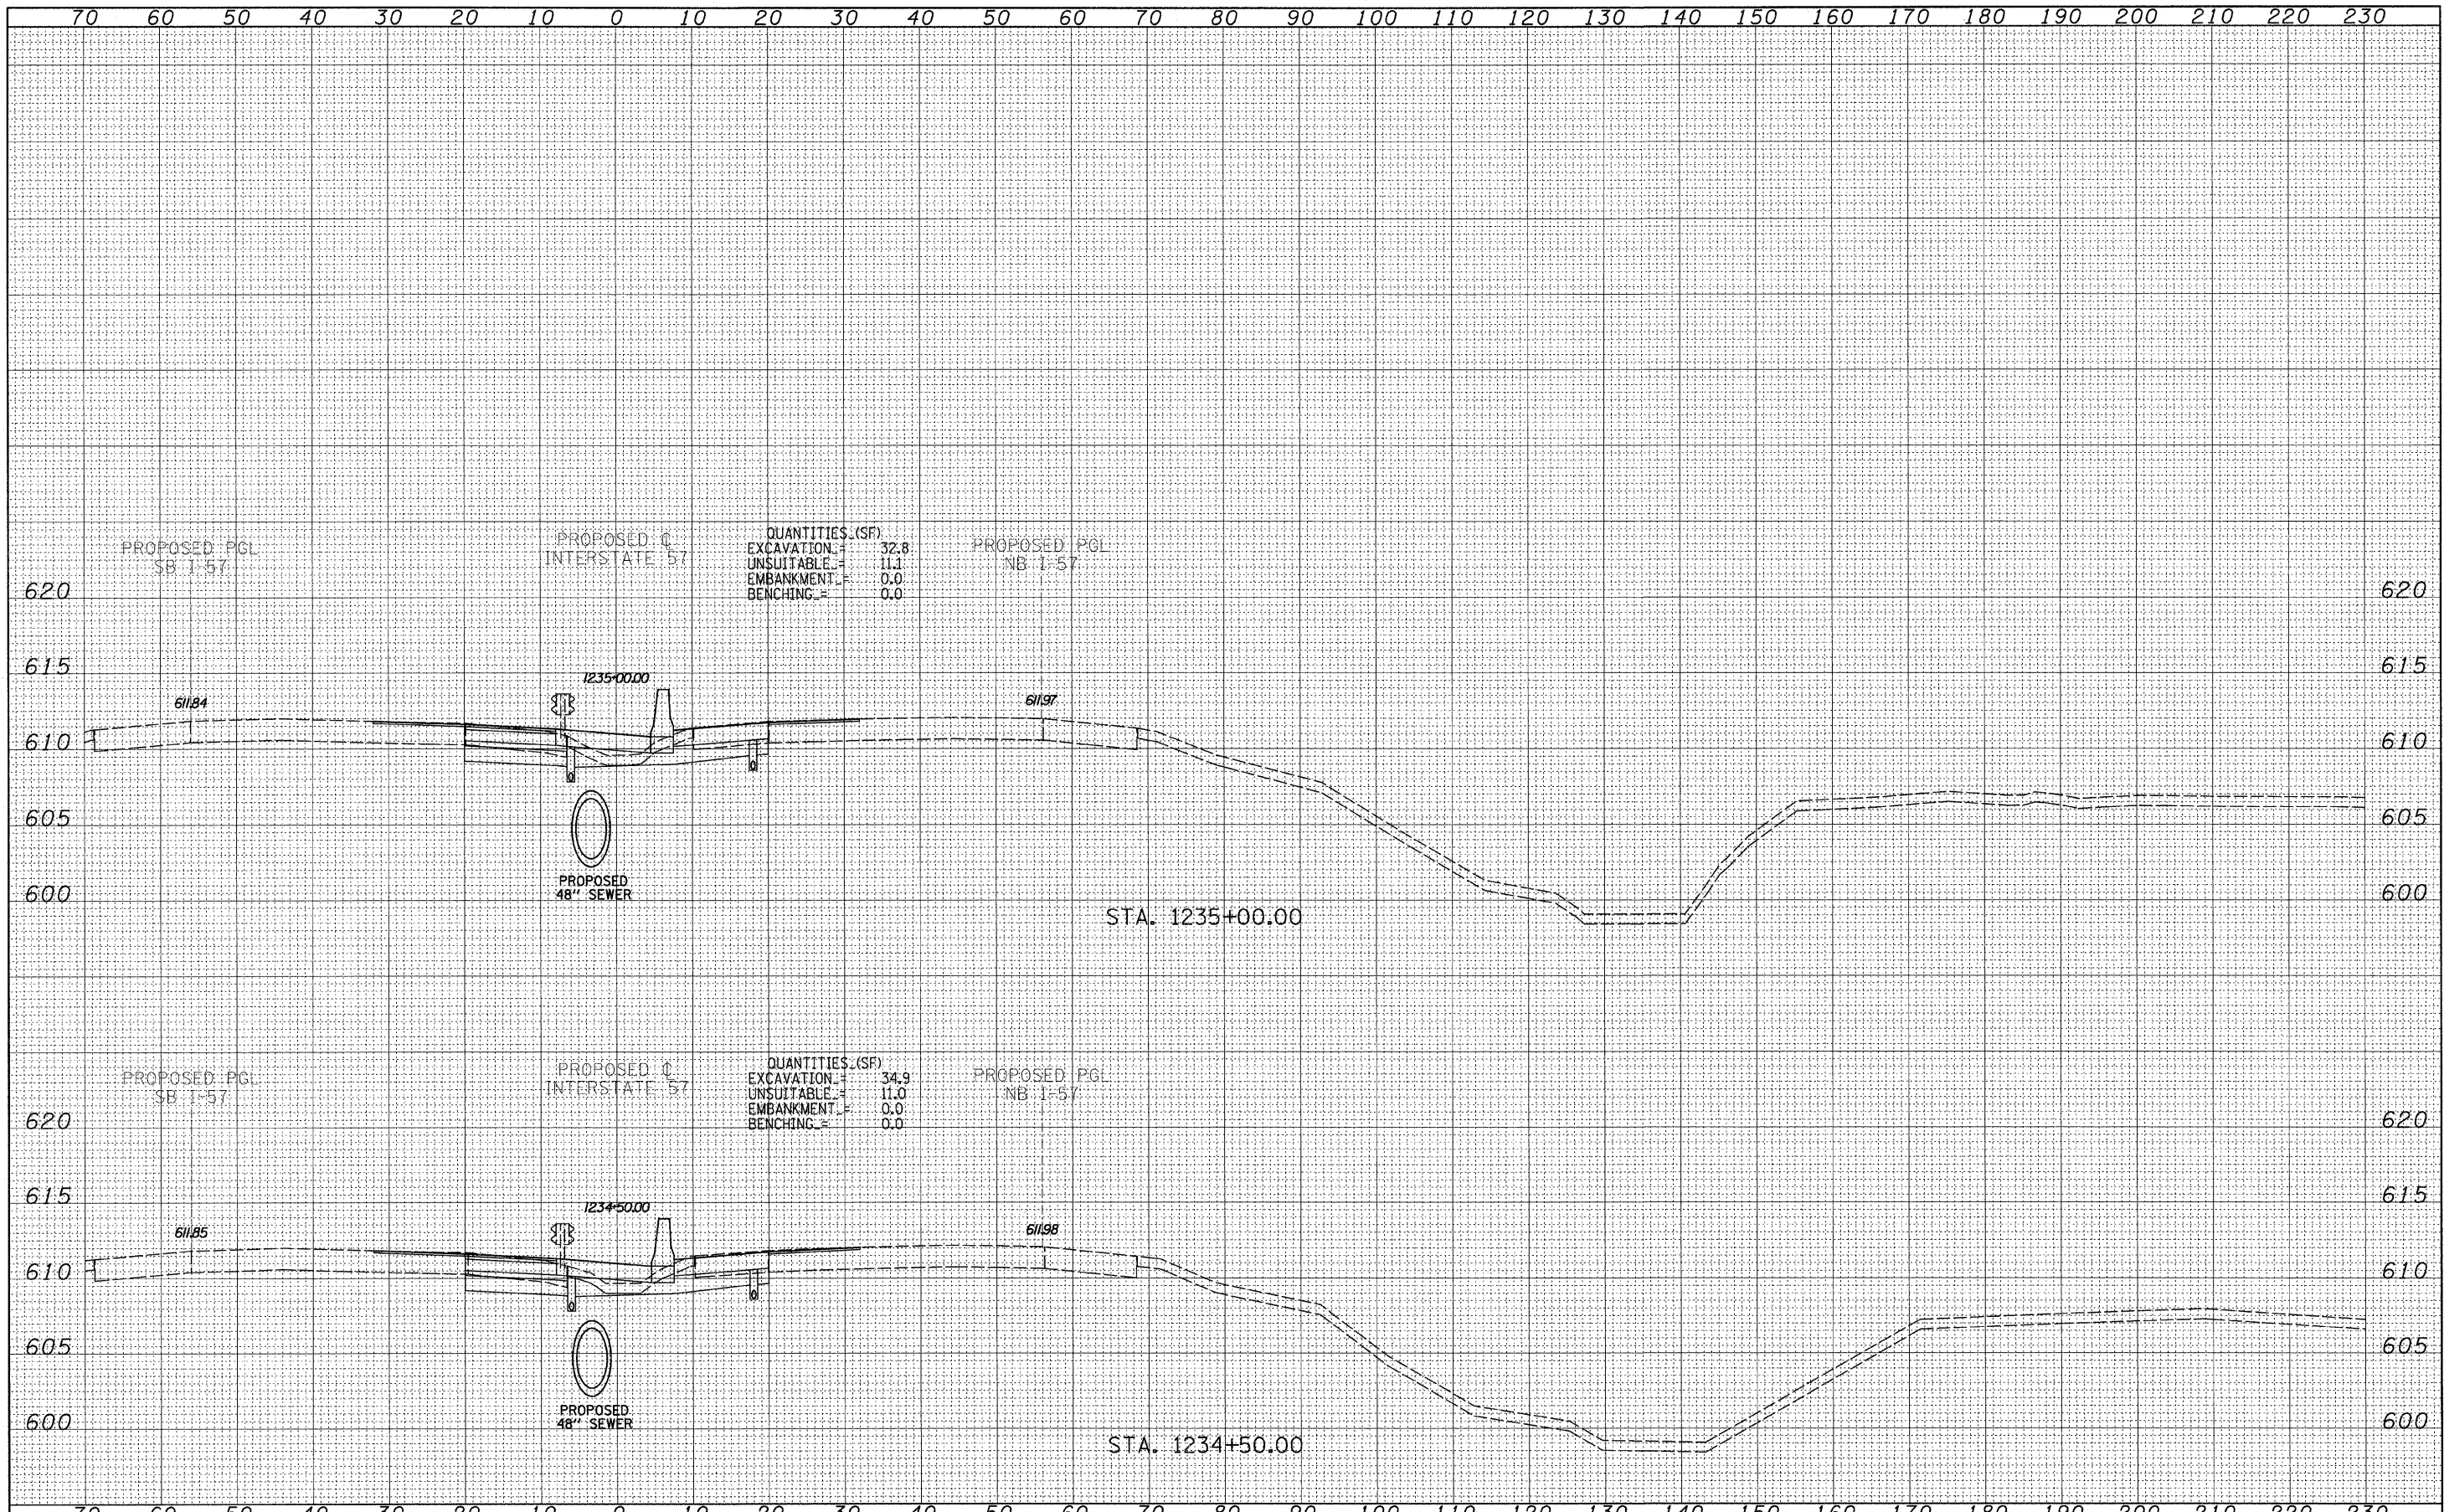 70 60 50 40 30 20 10 0 10 20 30 40 50 60 70 80 90 100 110 120 130 140 150 160 170 180 190 200 210 220 230
PROPOSED PGL
SB I-57
PROPOSED ℄
INTERSTATE 57
QUANTITIES (SF)
EXCAVATION = 32.8
UNSUITABLE = 11.1
EMBANKMENT = 0.0
BENCHING = 0.0
PROPOSED PGL
NB I-57
620 620
615 615
1235+00.00
611.84 611.97
610 610
605 605
PROPOSED
48" SEWER
600 600
STA. 1235+00.00
PROPOSED PGL
SB I-57
PROPOSED ℄
INTERSTATE 57
QUANTITIES (SF)
EXCAVATION = 34.9
UNSUITABLE = 11.0
EMBANKMENT = 0.0
BENCHING = 0.0
PROPOSED PGL
NB I-57
620 620
615 615
1234+50.00
611.85 611.98
610 610
605 605
PROPOSED
48" SEWER
600 600
STA. 1234+50.00
70 60 50 40 30 20 10 0 10 20 30 40 50 60 70 80 90 100 110 120 130 140 150 160 170 180 190 200 210 220 230